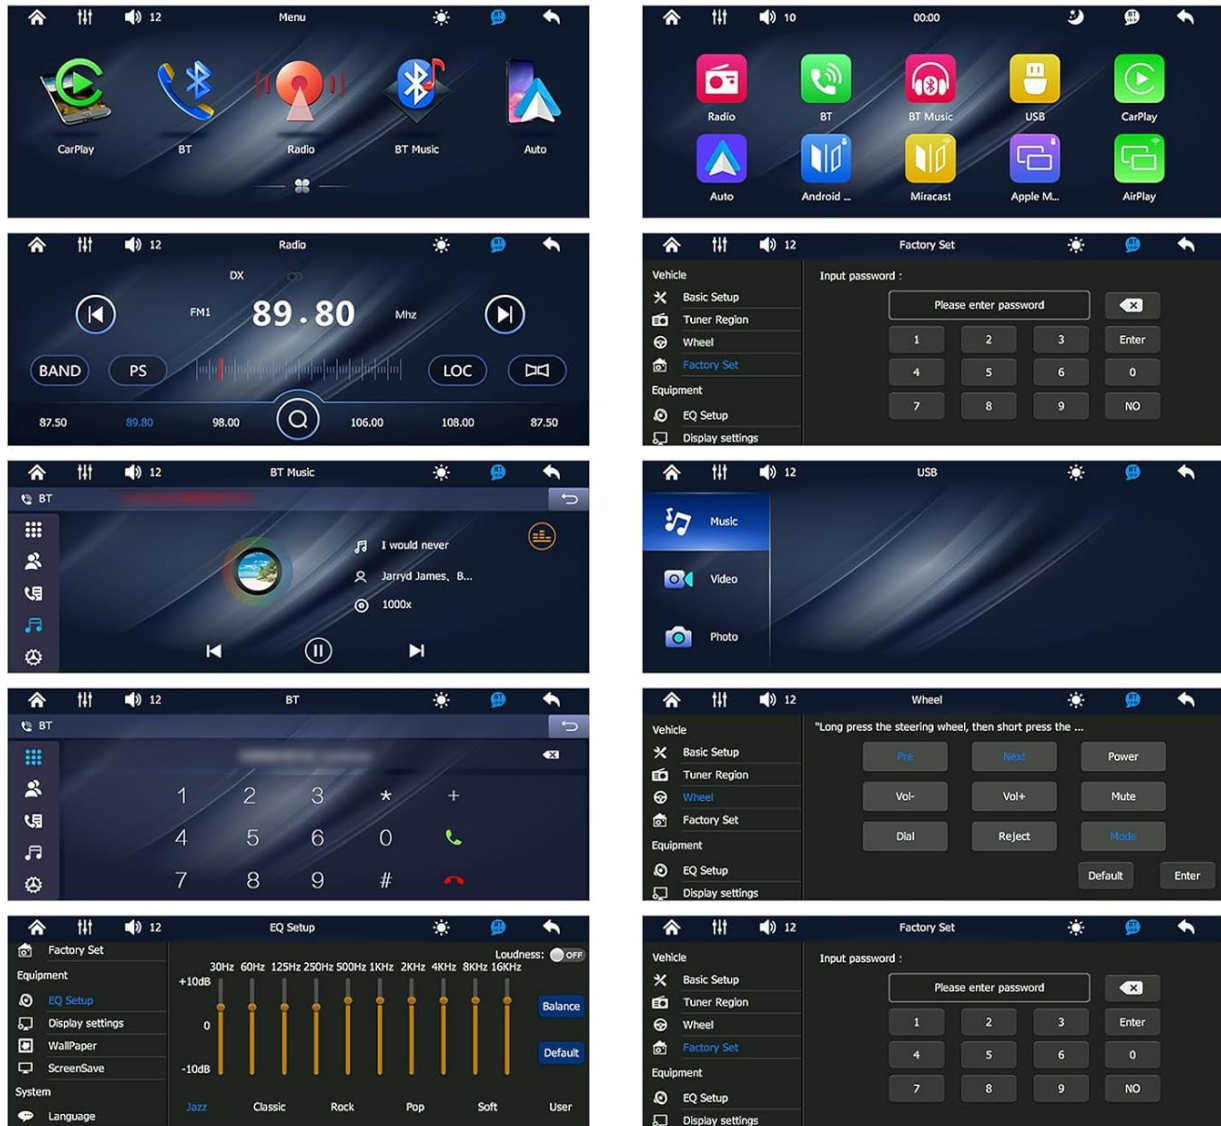 12 Menu
CarPlay BT Radio BT Music Auto
10 00:00
Radio BT BT Music USB CarPlay
Auto Android ... Miracast Apple M... AirPlay
12 Radio
DX
FM1 89.80 Mhz
BAND PS LOC
87.50 89.80 98.00 106.00 108.00 87.50
12 Factory Set
Vehicle
Basic Setup
Tuner Region
Wheel
Factory Set
Equipment
EQ Setup
Display settings
Input password :
Please enter password
1 2 3 Enter
4 5 6 0
7 8 9 NO
12 BT Music
BT
I would never
Jarryd James、B...
1000x
12 USB
Music
Video
Photo
12 BT
BT
1 2 3 * +
4 5 6 0
7 8 9 #
12 Wheel
Vehicle
Basic Setup
Tuner Region
Wheel
Factory Set
Equipment
EQ Setup
Display settings
"Long press the steering wheel, then short press the ...
Pre Next Power
Vol- Vol+ Mute
Dial Reject Mode
Default Enter
12 EQ Setup
Factory Set
Equipment
EQ Setup
Display settings
WallPaper
ScreenSave
System
Language
Loudness: OFF
30Hz 60Hz 125Hz 250Hz 500Hz 1KHz 2KHz 4KHz 8KHz 16KHz
+10dB
0
-10dB
Balance
Default
Jazz Classic Rock Pop Soft User
12 Factory Set
Vehicle
Basic Setup
Tuner Region
Wheel
Factory Set
Equipment
EQ Setup
Display settings
Input password :
Please enter password
1 2 3 Enter
4 5 6 0
7 8 9 NO